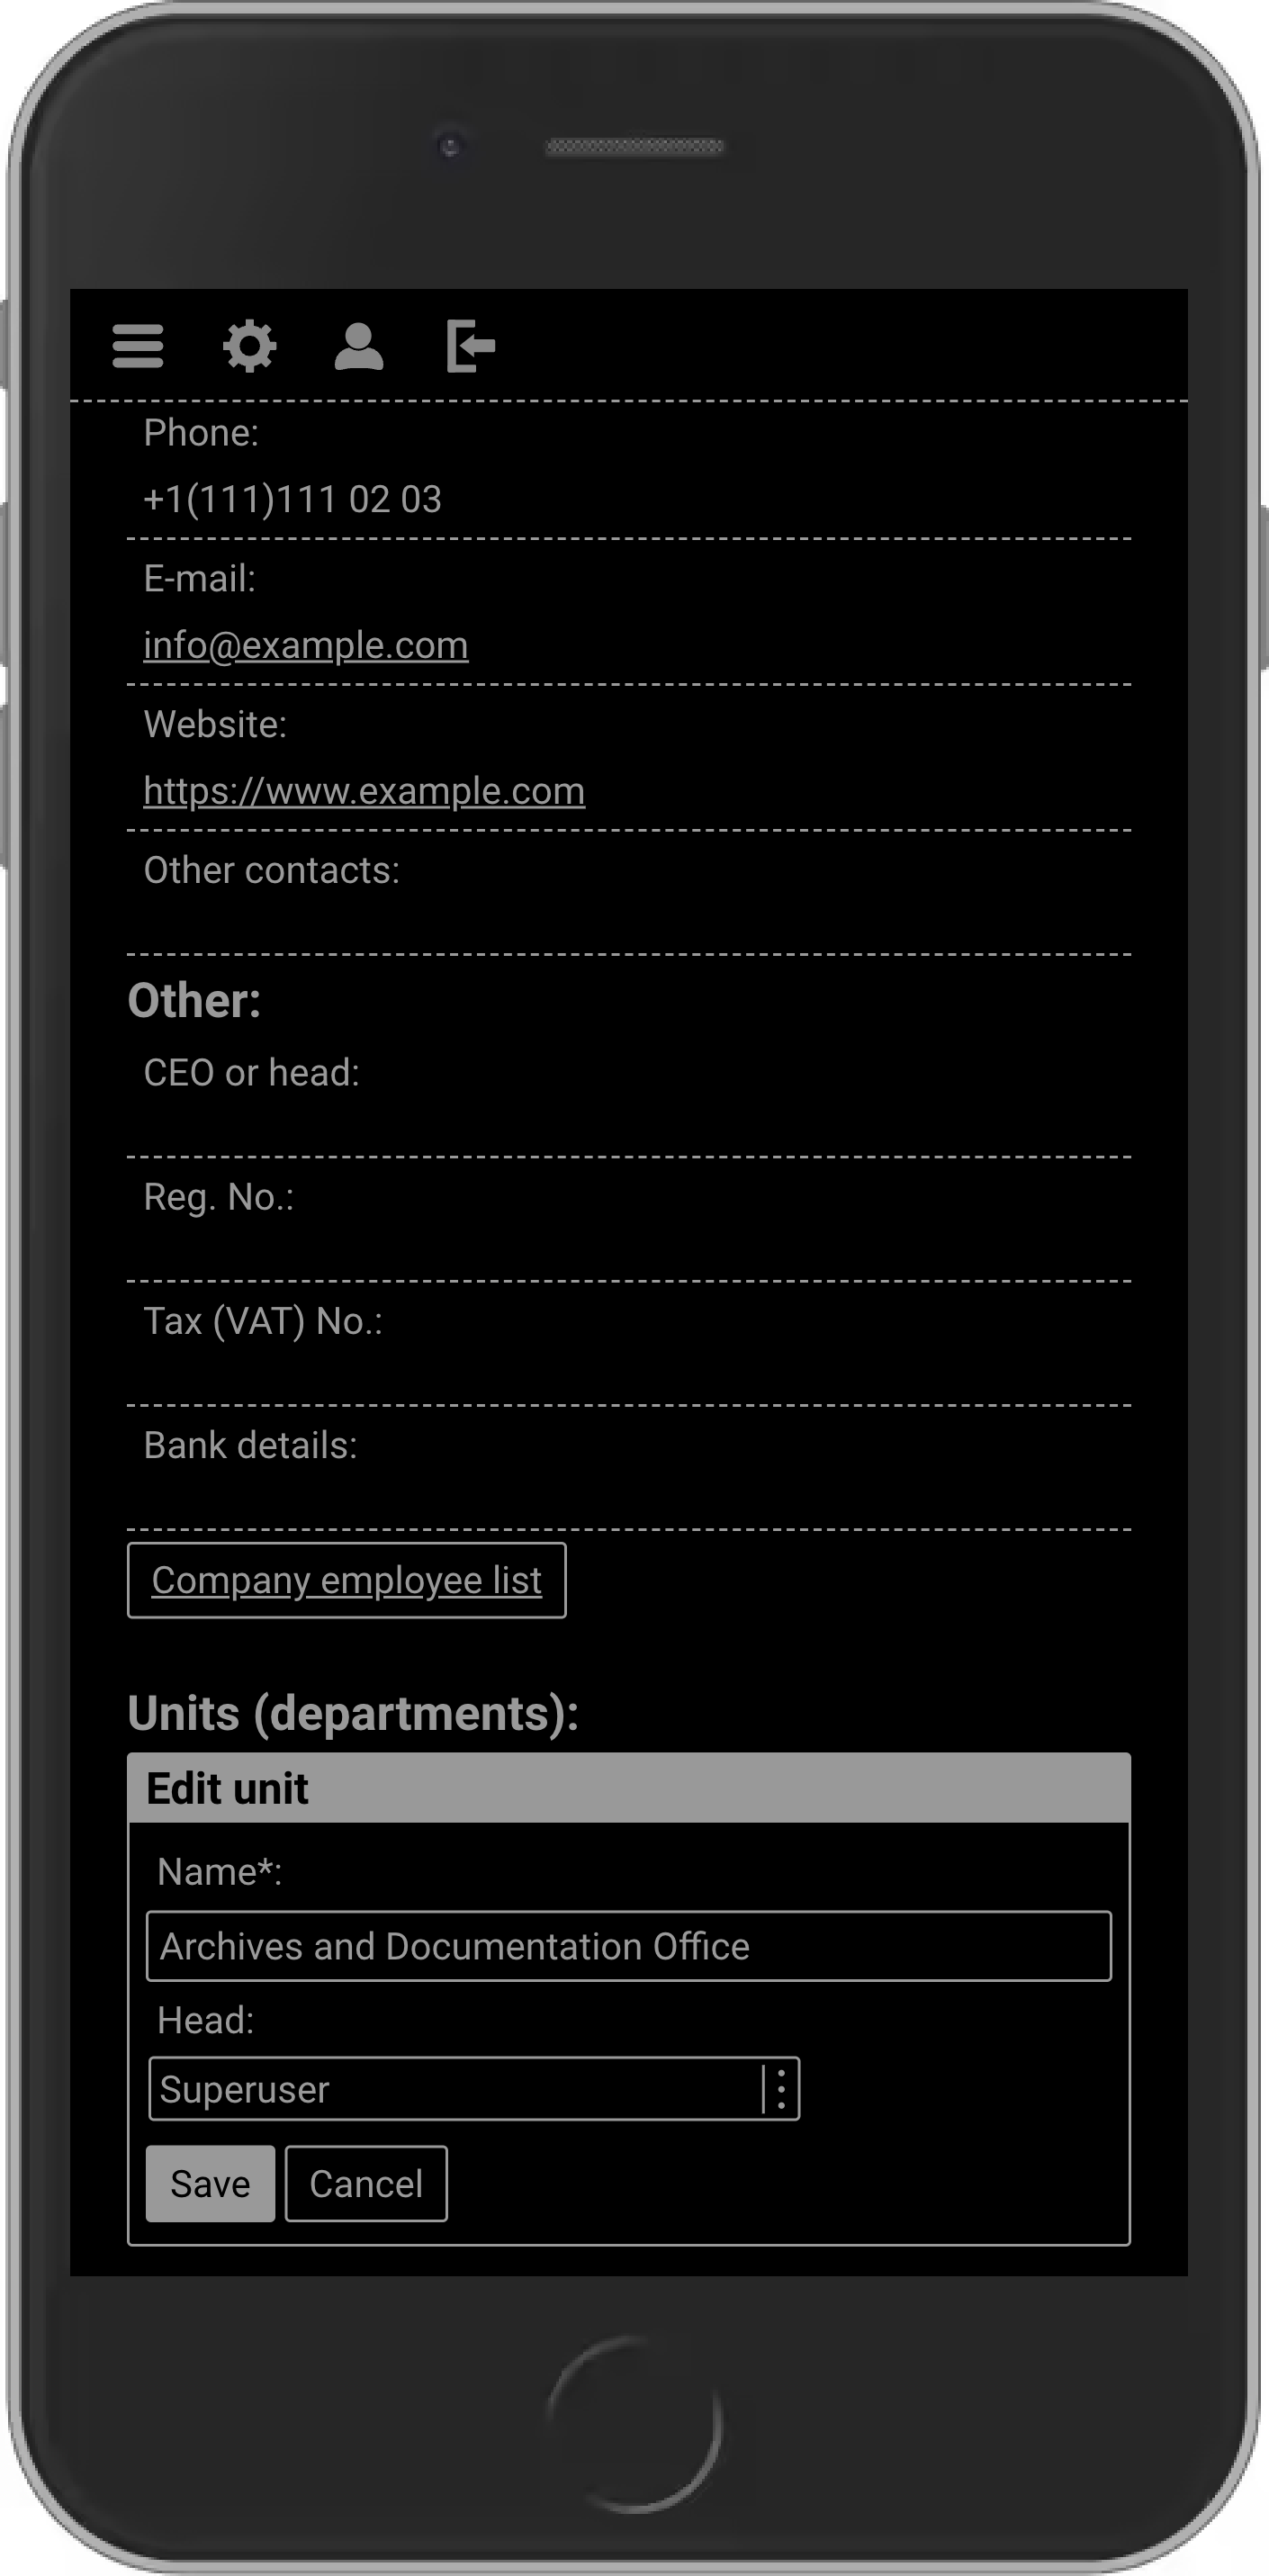 Phone:
+1(111)111 02 03
E-mail:
info@example.com
Website:
https://www.example.com
Other contacts:
Other:
CEO or head:
Reg. No.:
Tax (VAT) No.:
Bank details:
Company employee list
Units (departments):
Edit unit
Name*:
Archives and Documentation Office
Head:
Superuser
Save Cancel